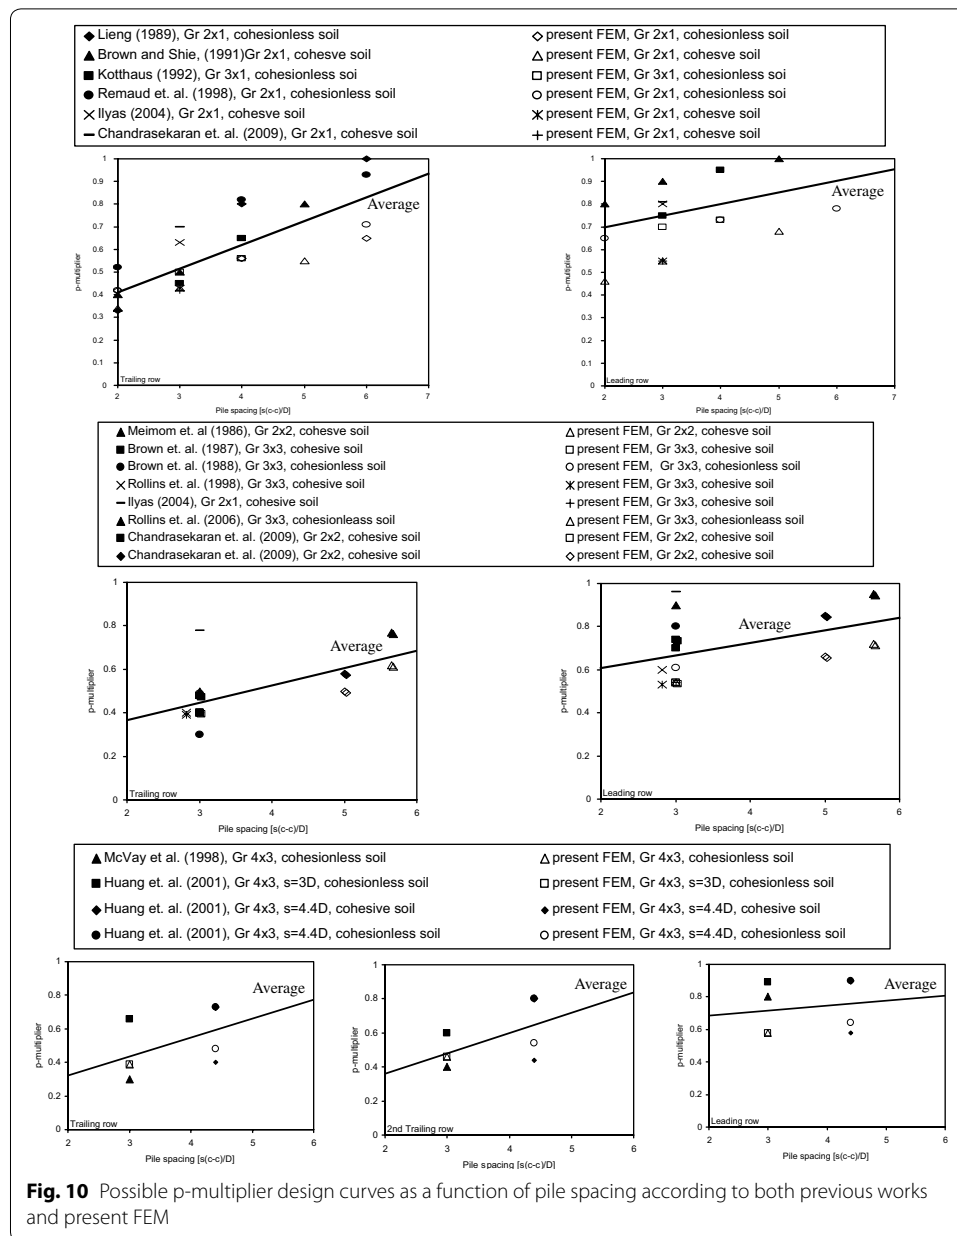 Lieng (1989), Gr 2x1, cohesionless soil
present FEM, Gr 2x1, cohesionless soil
Brown and Shie, (1991)Gr 2x1, cohesve soil
present FEM, Gr 2x1, cohesve soil
Kotthaus (1992), Gr 3x1, cohesionless soi
present FEM, Gr 3x1, cohesionless soi
Remaud et. al. (1998), Gr 2x1, cohesionless soil
present FEM, Gr 2x1, cohesionless soi
Ilyas (2004), Gr 2x1, cohesve soil
present FEM, Gr 2x1, cohesve soil
Chandrasekaran et. al. (2009), Gr 2x1, cohesve soil
present FEM, Gr 2x1, cohesve soil
1
0.9
0.8
0.7
0.6
0.5
0.4
0.3
0.2
0.1
0
p-multiplier
Average
Trailing row
2 3 4 5 6 7
Pile spacing [s(c-c)/D]
1
0.9
0.8
0.7
0.6
0.5
0.4
0.3
0.2
0.1
0
p-multiplier
Average
Leading row
2 3 4 5 6 7
Pile spacing [s(c-c)/D]
Meimom et. al (1986), Gr 2x2, cohesve soil
present FEM, Gr 2x2, cohesve soil
Brown et. al. (1987), Gr 3x3, cohesive soil
present FEM, Gr 3x3, cohesive soil
Brown et. al. (1988), Gr 3x3, cohesionless soil
present FEM, Gr 3x3, cohesionless soil
Rollins et. al. (1998), Gr 3x3, cohesive soil
present FEM, Gr 3x3, cohesive soil
Ilyas (2004), Gr 2x1, cohesive soil
present FEM, Gr 3x3, cohesive soil
Rollins et. al. (2006), Gr 3x3, cohesionleass soil
present FEM, Gr 3x3, cohesionleass soil
Chandrasekaran et al. (2009), Gr 2x2, cohesive soil
present FEM, Gr 2x2, cohesive soil
Chandrasekaran et. al. (2009), Gr 2x2, cohesive soil
present FEM, Gr 2x2, cohesive soil
1
0.8
0.6
0.4
0.2
0
p-multiplier
Average
Trailing row
2 3 4 5 6
Pile spacing [s(c-c)/D]
1
0.8
0.6
0.4
0.2
0
p-multiplier
Average
Leading row
2 3 4 5 6
Pile spacing [s(c-c)/D]
McVay et al. (1998), Gr 4x3, cohesionless soil
present FEM, Gr 4x3, cohesionless soil
Huang et. al. (2001), Gr 4x3, s=3D, cohesionless soil
present FEM, Gr 4x3, s=3D, cohesionless soil
Huang et. al. (2001), Gr 4x3, s=4.4D, cohesive soil
present FEM, Gr 4x3, s=4.4D, cohesive soil
Huang et. al. (2001), Gr 4x3, s=4.4D, cohesionless soil
present FEM, Gr 4x3, s=4.4D, cohesionless soil
1
0.8
0.6
0.4
0.2
0
p-multiplier
Average
Trailing row
2 3 4 5 6
Pile spacing [s(c-c)/D]
1
0.8
0.6
0.4
0.2
0
p-multiplier
Average
2nd Trailing row
2 3 4 5 6
Pile spacing [s(c-c)/D]
1
0.8
0.6
0.4
0.2
0
p-multiplier
Average
Leading row
2 3 4 5 6
Pile spacing [s(c-c)/D]
Fig. 10 Possible p-multiplier design curves as a function of pile spacing according to both previous works
and present FEM